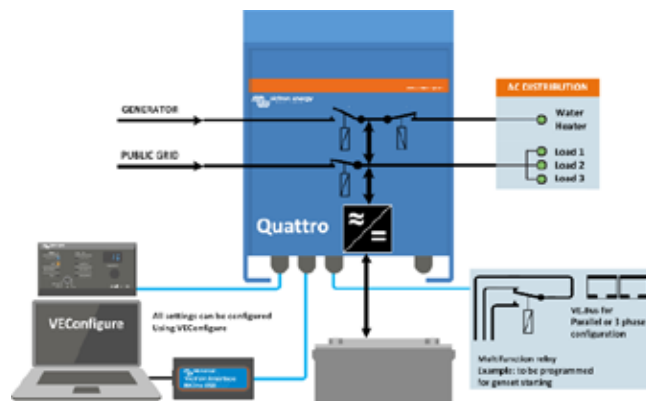 victron energy
GENERATOR
PUBLIC GRID
Quattro
AC DISTRIBUTION
Water
Heater
Load 1
Load 2
Load 3
VEConfigure
All settings can be configured
Using VEConfigure
VE.Bus for
Parallel or 3 phase
configuration
Multifunction relay
Example: to be programmed
for genset starting